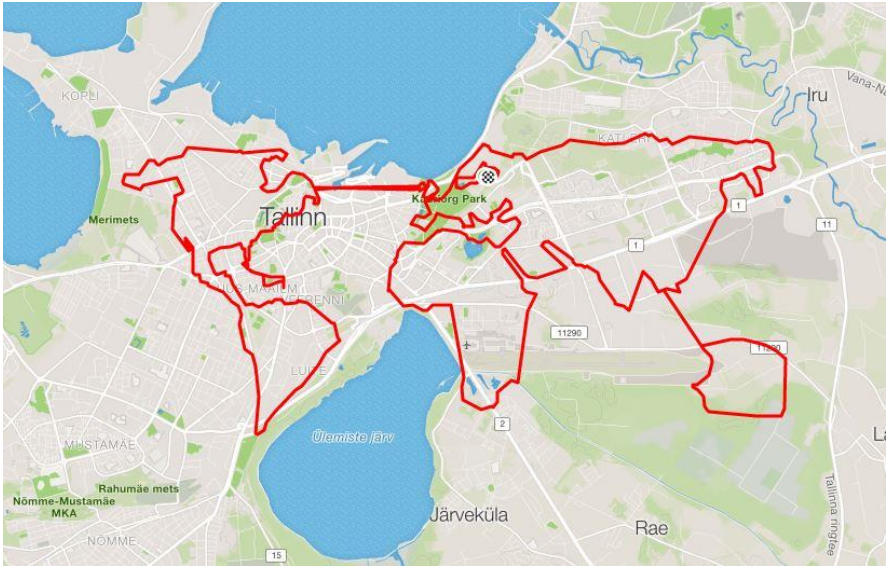 KOPLI
Iru
Vana-Na
KATLERI
Merimets
Tallinn
Kadriorg Park
1
1
11
UUS-MAAILM
VEERENNI
11290
11290
LUITE
2
Ülemiste järv
MUSTAMÄE
La
Rahumäe mets
Nõmme-Mustamäe
MKA
Järveküla
Rae
Tallinna ringtee
NÕMME
15